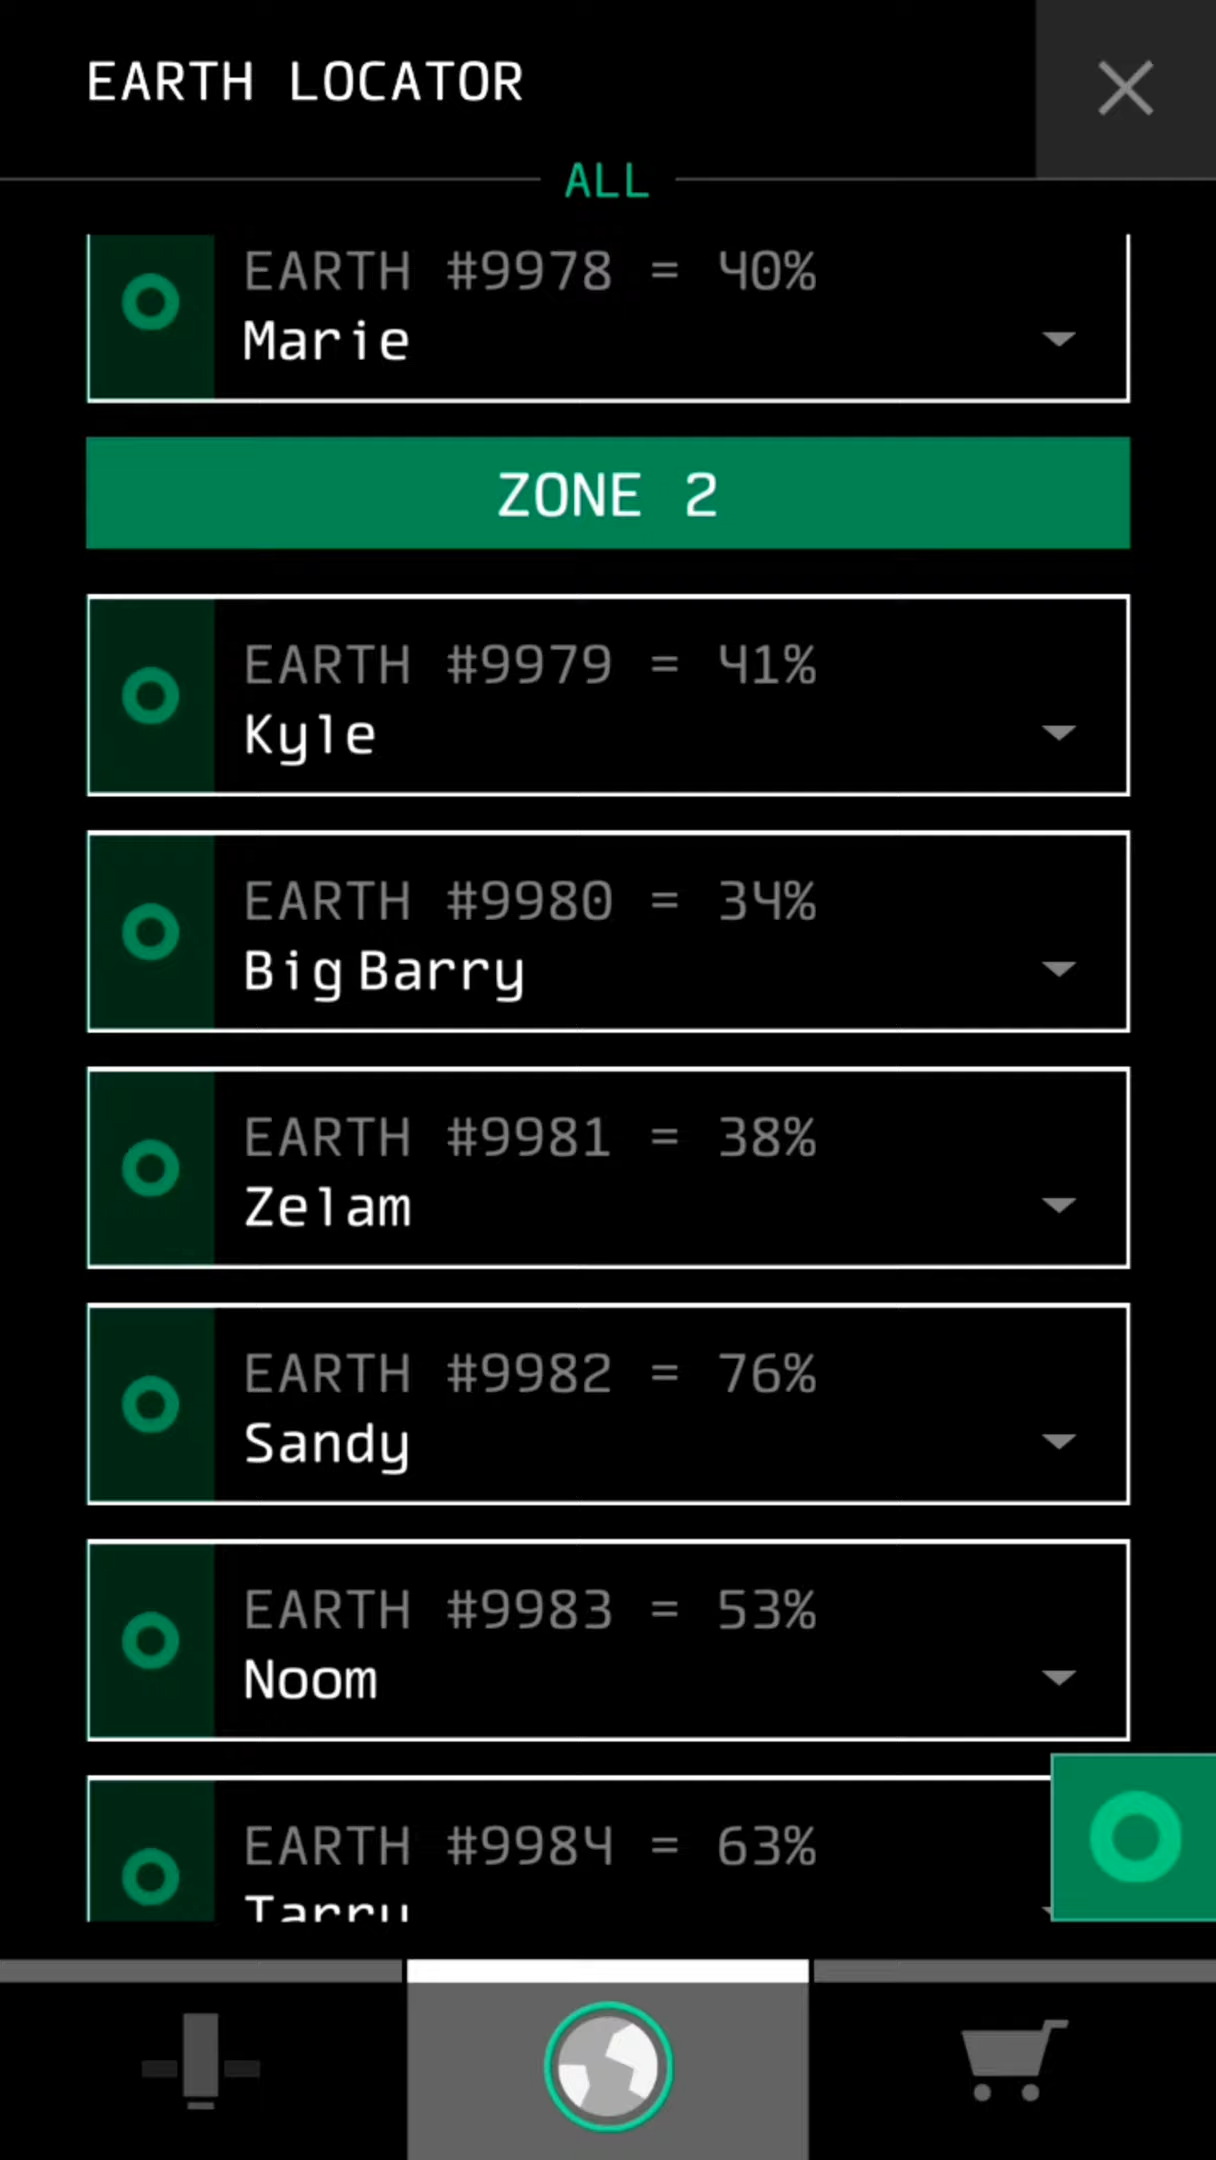 EARTH LOCATOR
ALL
EARTH #9978 = 40%
Marie
ZONE 2
EARTH #9979 = 41%
Kyle
EARTH #9980 = 34%
Big Barry
EARTH #9981 = 38%
Zelam
EARTH #9982 = 76%
Sandy
EARTH #9983 = 53%
Noom
EARTH #9984 = 63%
Tarry